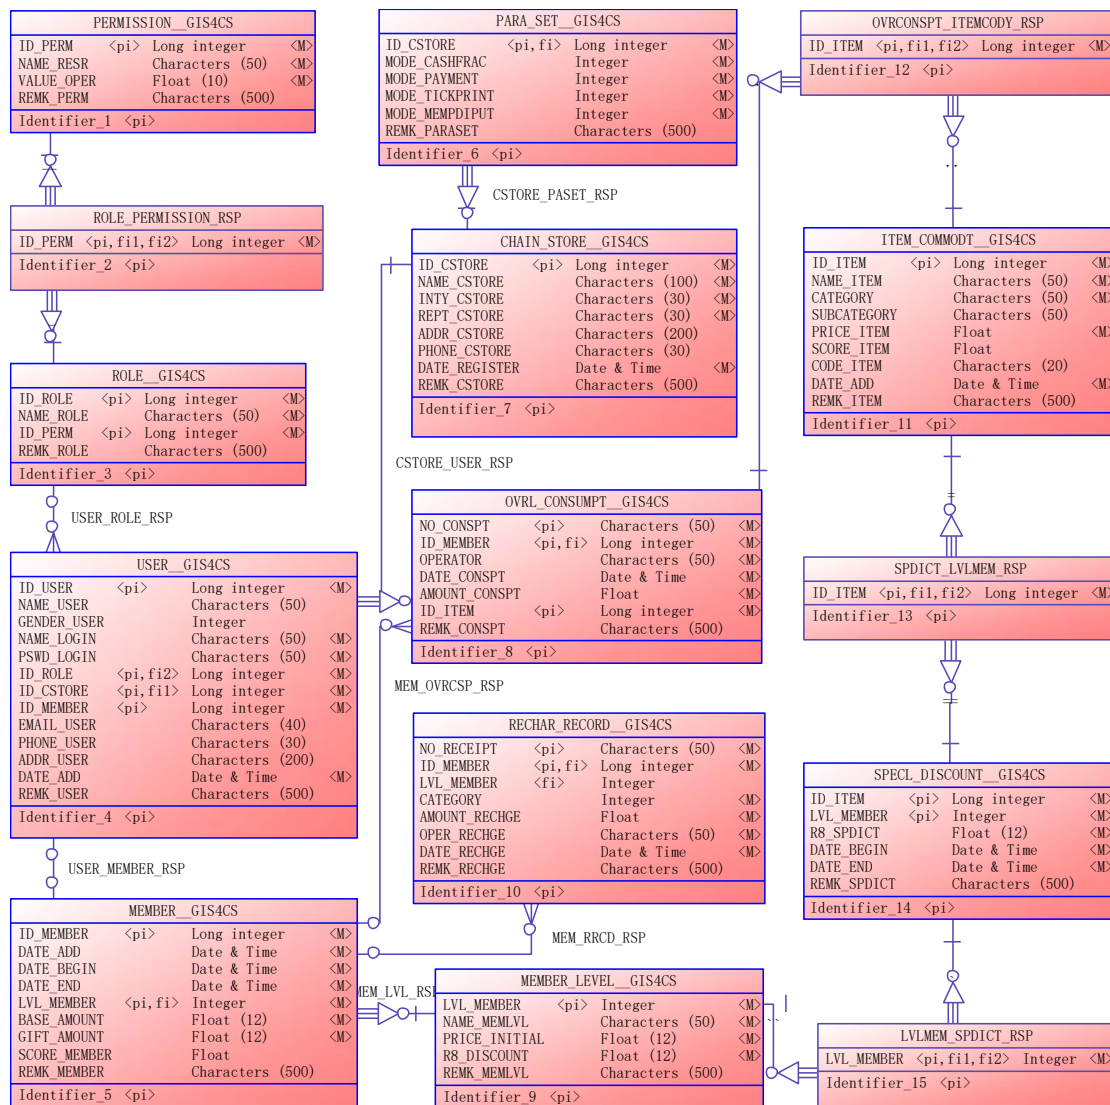 PERMISSION__GIS4CS
ID_PERM <pi> Long integer <M>
NAME_RESR Characters (50) <M>
VALUE_OPER Float (10) <M>
REMK_PERM Characters (500)
Identifier_1 <pi>
ROLE_PERMISSION_RSP
ID_PERM <pi,fi1,fi2> Long integer <M>
Identifier_2 <pi>
ROLE__GIS4CS
ID_ROLE <pi> Long integer <M>
NAME_ROLE Characters (50) <M>
ID_PERM <pi> Long integer <M>
REMK_ROLE Characters (500)
Identifier_3 <pi>
USER_ROLE_RSP
USER__GIS4CS
ID_USER <pi> Long integer <M>
NAME_USER Characters (50)
GENDER_USER Integer
NAME_LOGIN Characters (50) <M>
PSWD_LOGIN Characters (50) <M>
ID_ROLE <pi,fi2> Long integer <M>
ID_CSTORE <pi,fi1> Long integer <M>
ID_MEMBER <pi> Long integer <M>
EMAIL_USER Characters (40)
PHONE_USER Characters (30)
ADDR_USER Characters (200)
DATE_ADD Date & Time <M>
REMK_USER Characters (500)
Identifier_4 <pi>
USER_MEMBER_RSP
MEMBER__GIS4CS
ID_MEMBER <pi> Long integer <M>
DATE_ADD Date & Time <M>
DATE_BEGIN Date & Time <M>
DATE_END Date & Time <M>
LVL_MEMBER <pi,fi> Integer <M>
BASE_AMOUNT Float (12) <M>
GIFT_AMOUNT Float (12) <M>
SCORE_MEMBER Float
REMK_MEMBER Characters (500)
Identifier_5 <pi>
PARA_SET__GIS4CS
ID_CSTORE <pi,fi> Long integer <M>
MODE_CASHFRAC Integer <M>
MODE_PAYMENT Integer <M>
MODE_TICKPRINT Integer <M>
MODE_MEMPDIPUT Integer <M>
REMK_PARASET Characters (500)
Identifier_6 <pi>
CSTORE_PASET_RSP
CHAIN_STORE__GIS4CS
ID_CSTORE <pi> Long integer <M>
NAME_CSTORE Characters (100) <M>
INTY_CSTORE Characters (30) <M>
REPT_CSTORE Characters (30) <M>
ADDR_CSTORE Characters (200)
PHONE_CSTORE Characters (30)
DATE_REGISTER Date & Time <M>
REMK_CSTORE Characters (500)
Identifier_7 <pi>
CSTORE_USER_RSP
OVRL_CONSUMPT__GIS4CS
NO_CONSPT <pi> Characters (50) <M>
ID_MEMBER <pi,fi> Long integer <M>
OPERATOR Characters (50) <M>
DATE_CONSPT Date & Time <M>
AMOUNT_CONSPT Float <M>
ID_ITEM <pi> Long integer <M>
REMK_CONSPT Characters (500)
Identifier_8 <pi>
MEM_OVRCSP_RSP
RECHAR_RECORD__GIS4CS
NO_RECEIPT <pi> Characters (50) <M>
ID_MEMBER <pi,fi> Long integer <M>
LVL_MEMBER <fi> Integer
CATEGORY Integer <M>
AMOUNT_RECHGE Float <M>
OPER_RECHGE Characters (50) <M>
DATE_RECHGE Date & Time <M>
REMK_RECHGE Characters (500)
Identifier_10 <pi>
MEM_RRCD_RSP
MEM_LVL_RSP
MEMBER_LEVEL__GIS4CS
LVL_MEMBER <pi> Integer <M>
NAME_MEMLVL Characters (50) <M>
PRICE_INITIAL Float (12) <M>
R8_DISCOUNT Float (12) <M>
REMK_MEMLVL Characters (500)
Identifier_9 <pi>
OVRCONSPT_ITEMCODY_RSP
ID_ITEM <pi,fi1,fi2> Long integer <M>
Identifier_12 <pi>
ITEM_COMMODT__GIS4CS
ID_ITEM <pi> Long integer <M>
NAME_ITEM Characters (50) <M>
CATEGORY Characters (50) <M>
SUBCATEGORY Characters (50)
PRICE_ITEM Float <M>
SCORE_ITEM Float
CODE_ITEM Characters (20)
DATE_ADD Date & Time <M>
REMK_ITEM Characters (500)
Identifier_11 <pi>
SPDICT_LVLMEM_RSP
ID_ITEM <pi,fi1,fi2> Long integer <M>
Identifier_13 <pi>
SPECL_DISCOUNT__GIS4CS
ID_ITEM <pi> Long integer <M>
LVL_MEMBER <pi> Integer <M>
R8_SPDICT Float (12) <M>
DATE_BEGIN Date & Time <M>
DATE_END Date & Time <M>
REMK_SPDICT Characters (500)
Identifier_14 <pi>
LVLMEM_SPDICT_RSP
LVL_MEMBER <pi,fi1,fi2> Integer <M>
Identifier_15 <pi>